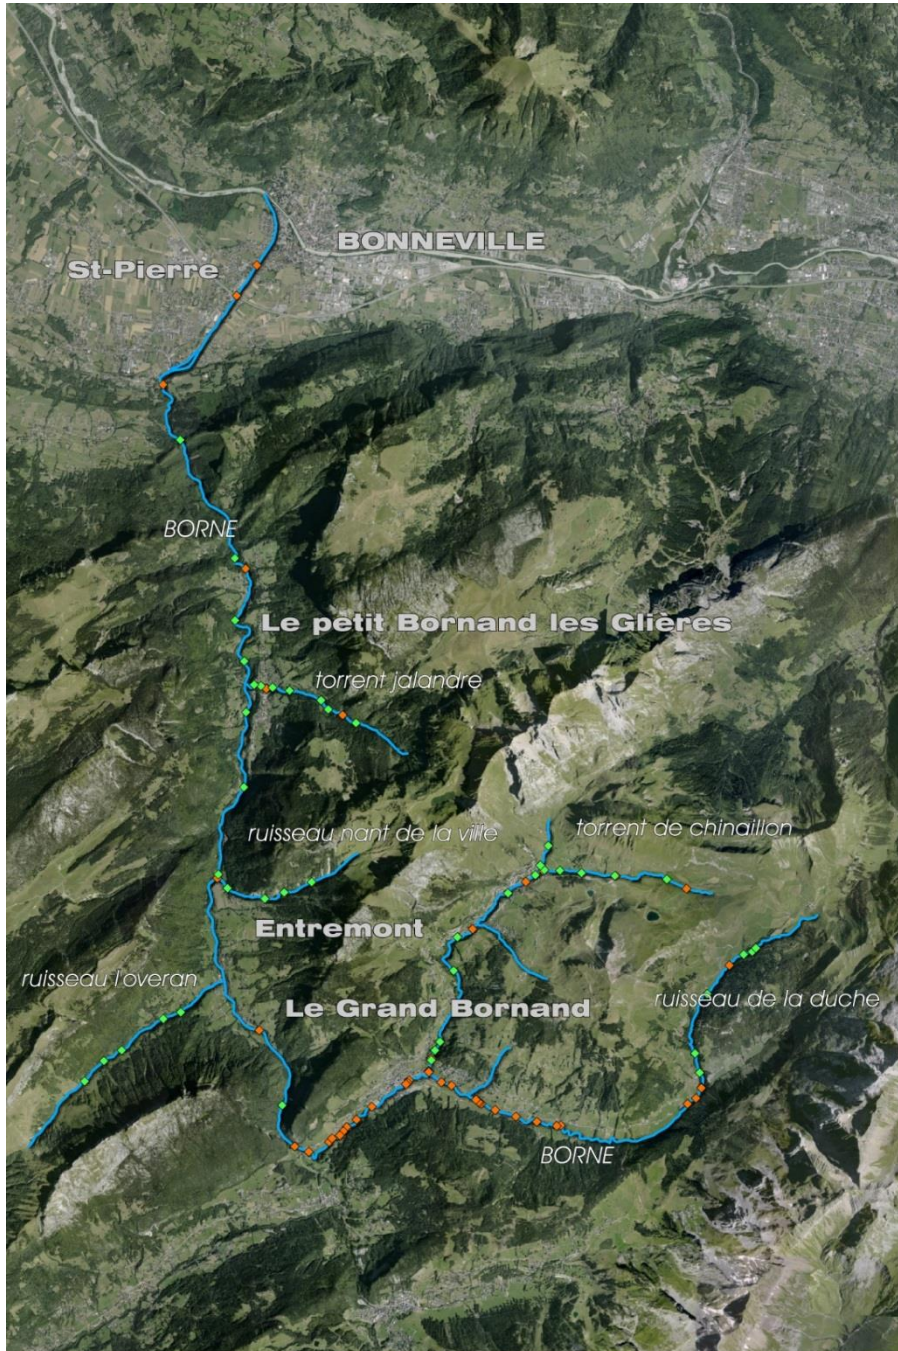 BONNEVILLE
St-Pierre
BORNE
Le petit Bornand les Glières
torrent jalandre
ruisseau nant de la ville
torrent de chinaillon
Entremont
ruisseau l'overan
Le Grand Bornand
ruisseau de la duche
BORNE